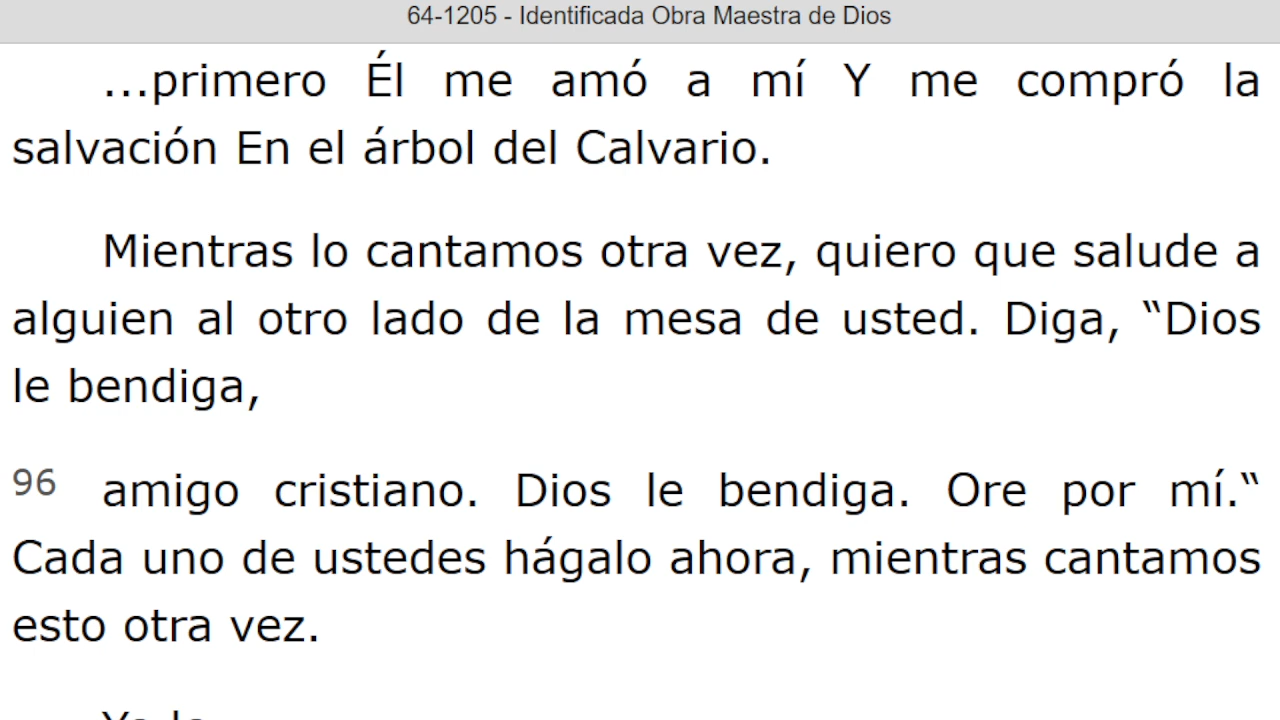 64-1205 - Identificada Obra Maestra de Dios
…primero Él me amó a mí Y me compró la
salvación En el árbol del Calvario.
Mientras lo cantamos otra vez, quiero que salude a
alguien al otro lado de la mesa de usted. Diga, “Dios
le bendiga,
96 amigo cristiano. Dios le bendiga. Ore por mí.“
Cada uno de ustedes hágalo ahora, mientras cantamos
esto otra vez.